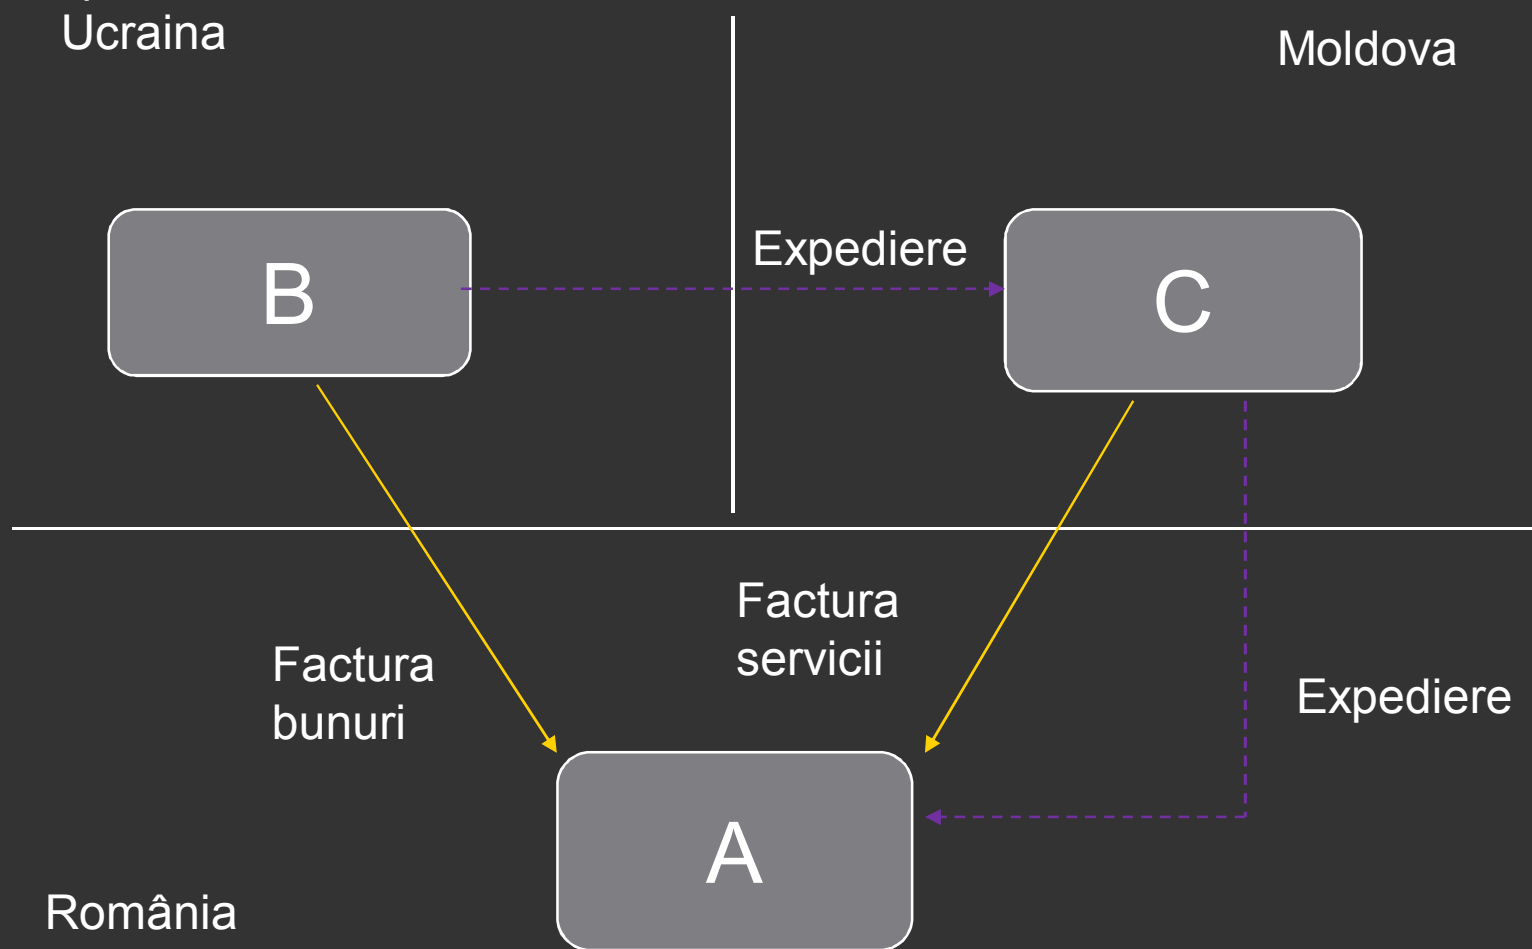 Ucraina
Moldova
Expediere
B
C
Factura
servicii
Factura
bunuri
Expediere
A
România